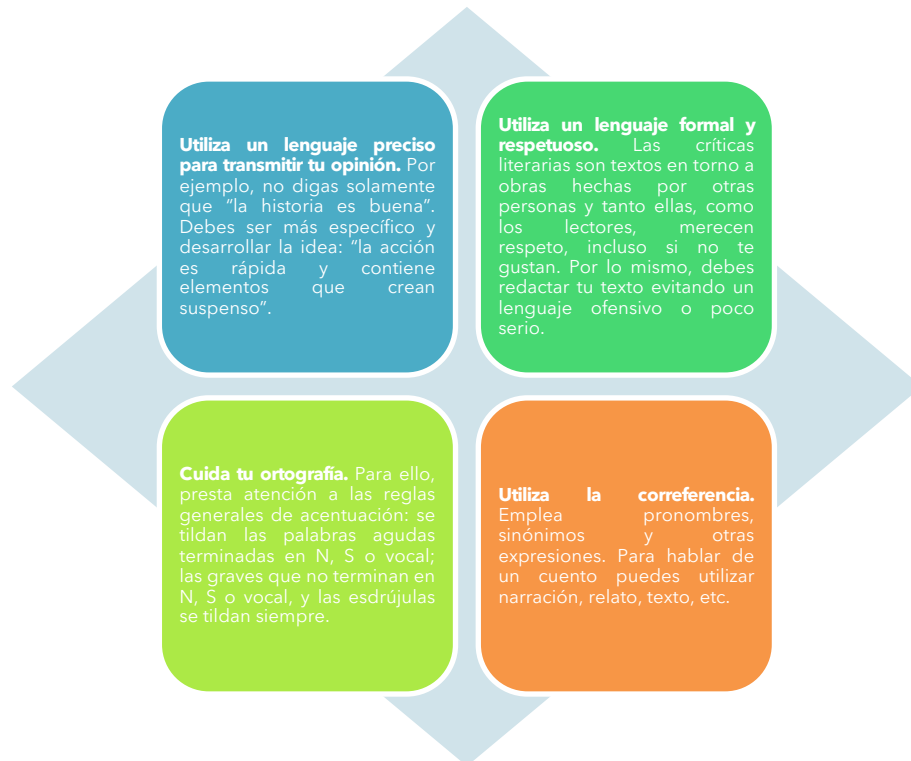 Utiliza un lenguaje preciso
para transmitir tu opinión. Por
ejemplo, no digas solamente
que “la historia es buena”.
Debes ser más específico y
desarrollar la idea: “la acción
es rápida y contiene
elementos que crean
suspenso”.
Utiliza un lenguaje formal y
respetuoso. Las críticas
literarias son textos en torno a
obras hechas por otras
personas y tanto ellas, como
los lectores, merecen
respeto, incluso si no te
gustan. Por lo mismo, debes
redactar tu texto evitando un
lenguaje ofensivo o poco
serio.
Cuida tu ortografía. Para ello,
presta atención a las reglas
generales de acentuación: se
tildan las palabras agudas
terminadas en N, S o vocal;
las graves que no terminan en
N, S o vocal, y las esdrújulas
se tildan siempre.
Utiliza la correferencia.
Emplea pronombres,
sinónimos y otras
expresiones. Para hablar de
un cuento puedes utilizar
narración, relato, texto, etc.